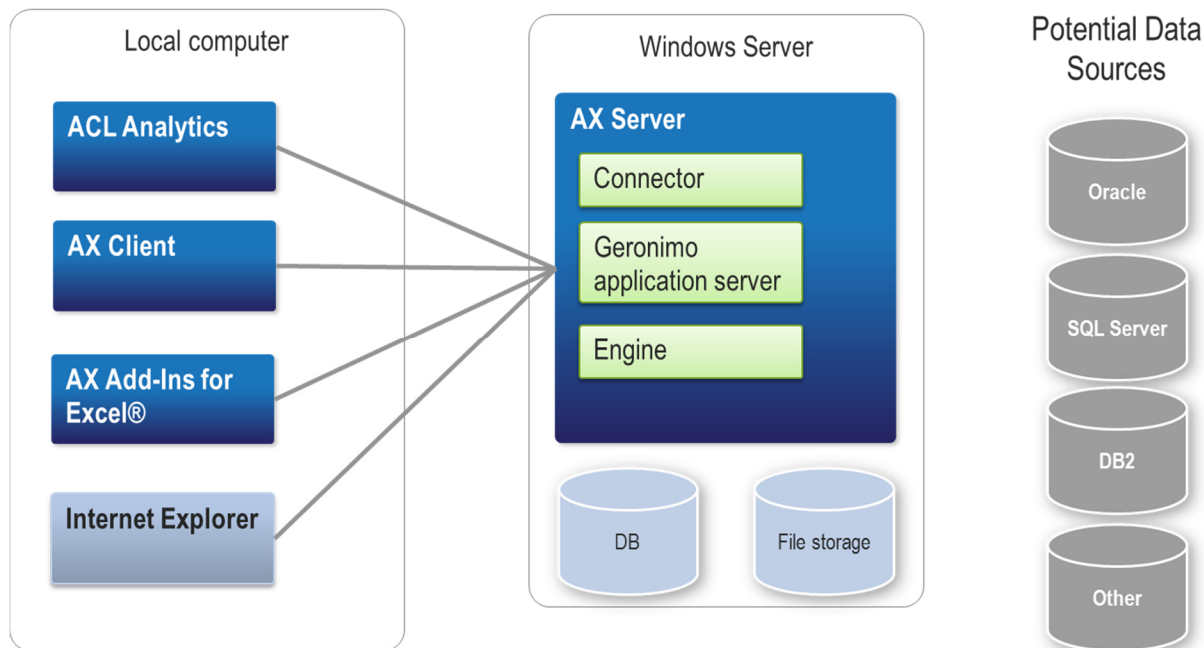 Local computer
ACL Analytics
AX Client
AX Add-Ins for
Excel®
Internet Explorer
Windows Server
AX Server
Connector
Geronimo
application server
Engine
DB
File storage
Potential Data
Sources
Oracle
SQL Server
DB2
Other